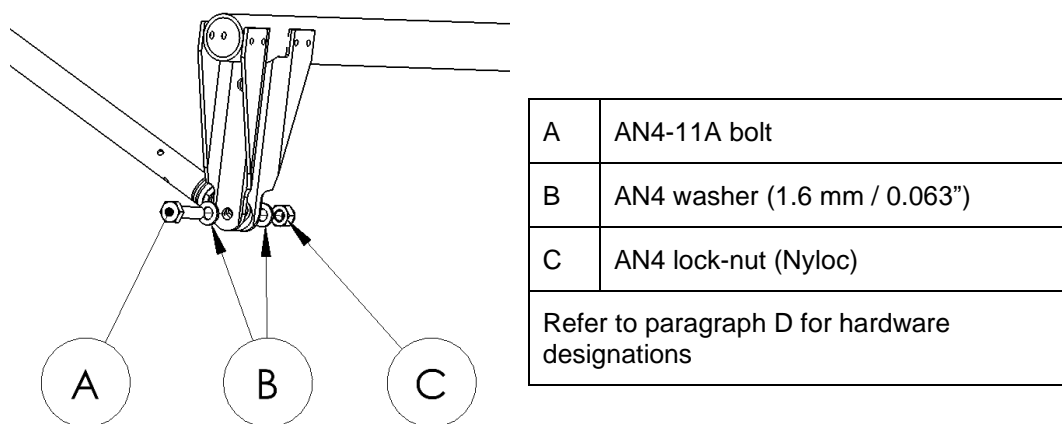 A AN4-11A bolt
B AN4 washer (1.6 mm / 0.063”)
C AN4 lock-nut (Nyloc)
Refer to paragraph D for hardware
designations
A B C